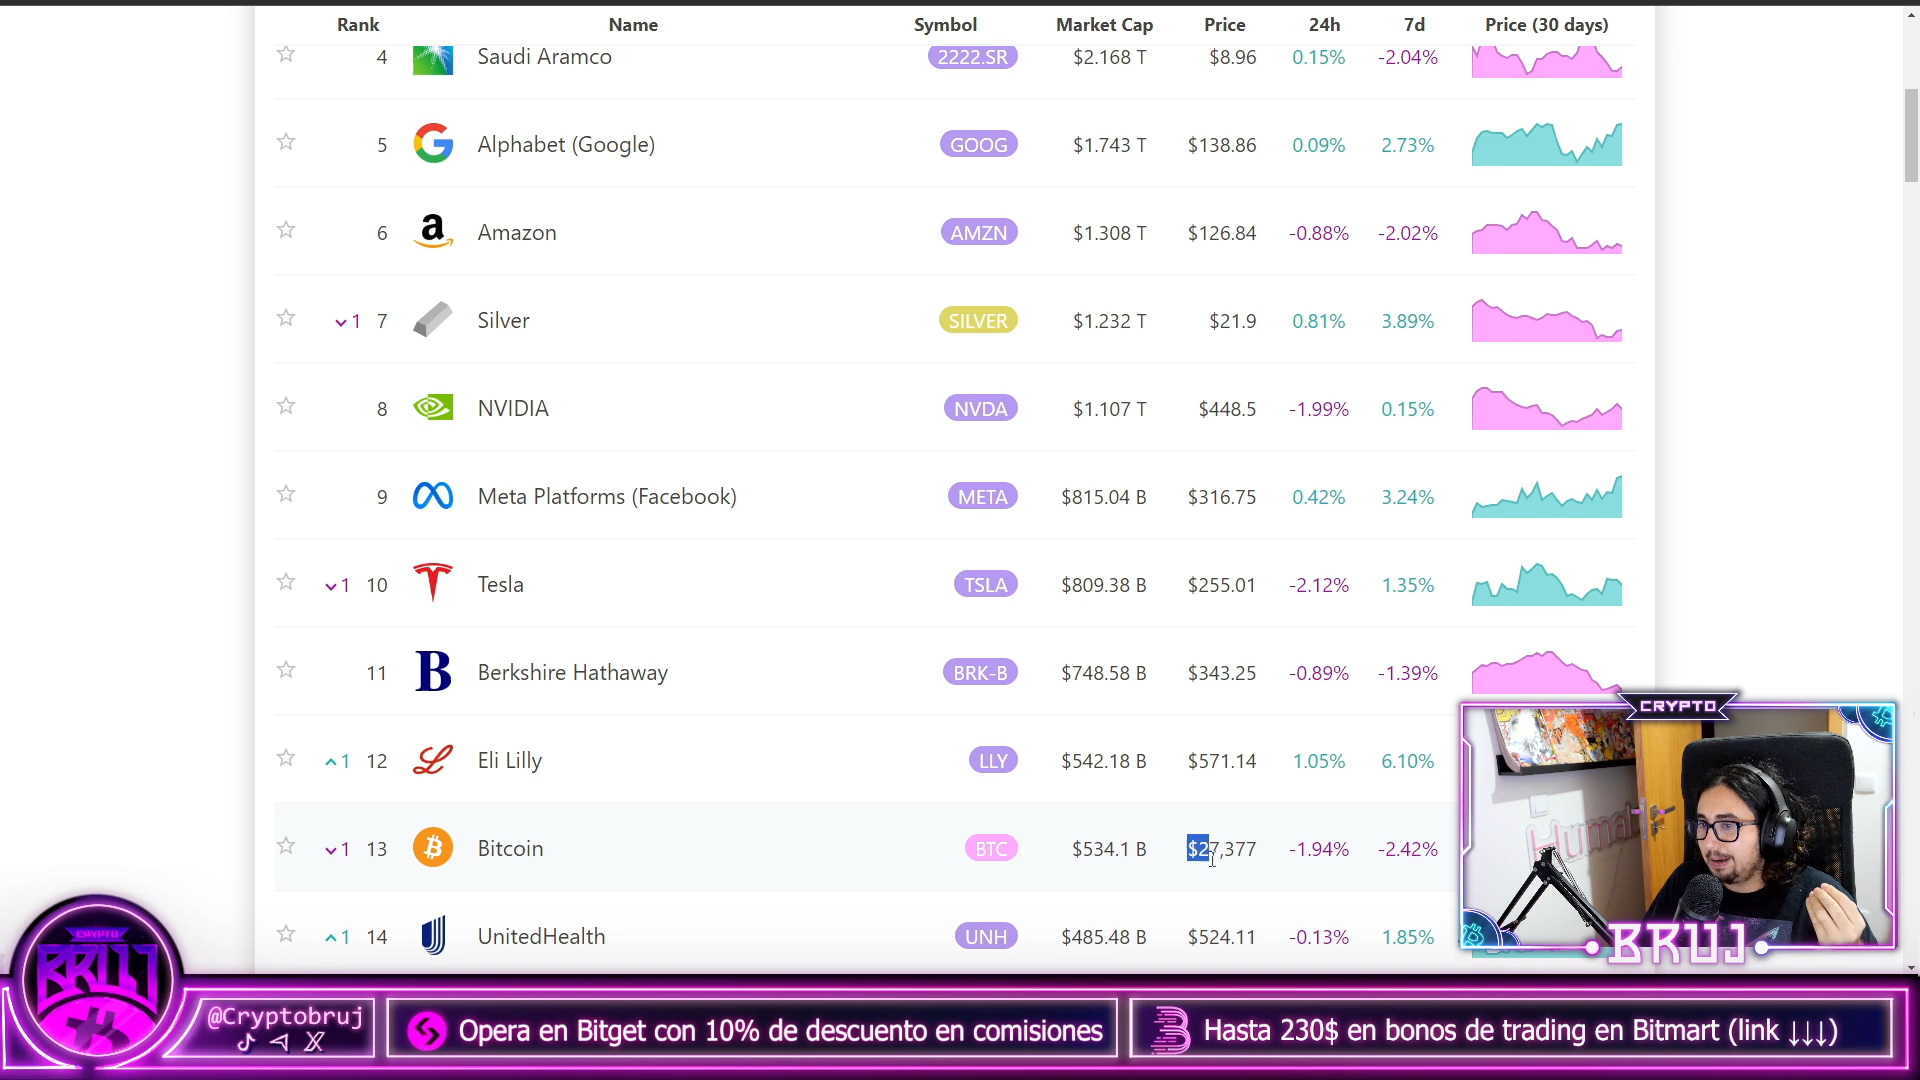 Rank Name Symbol Market Cap Price 24h 7d Price (30 days)
4 Saudi Aramco 2222.SR $2.168 T $8.96 0.15% -2.04%
5 Alphabet (Google) GOOG $1.743 T $138.86 0.09% 2.73%
6 Amazon AMZN $1.308 T $126.84 -0.88% -2.02%
1 7 Silver SILVER $1.232 T $21.9 0.81% 3.89%
8 NVIDIA NVDA $1.107 T $448.5 -1.99% 0.15%
9 Meta Platforms (Facebook) META $815.04 B $316.75 0.42% 3.24%
1 10 Tesla TSLA $809.38 B $255.01 -2.12% 1.35%
11 Berkshire Hathaway BRK-B $748.58 B $343.25 -0.89% -1.39%
1 12 Eli Lilly LLY $542.18 B $571.14 1.05% 6.10%
1 13 Bitcoin BTC $534.1 B $27,377 -1.94% -2.42%
1 14 UnitedHealth UNH $485.48 B $524.11 -0.13% 1.85%
CRYPTO
Human
BRUJ
CRYPTO
BRUJ
@Cryptobruj
Opera en Bitget con 10% de descuento en comisiones
Hasta 230$ en bonos de trading en Bitmart (link ↓↓↓)